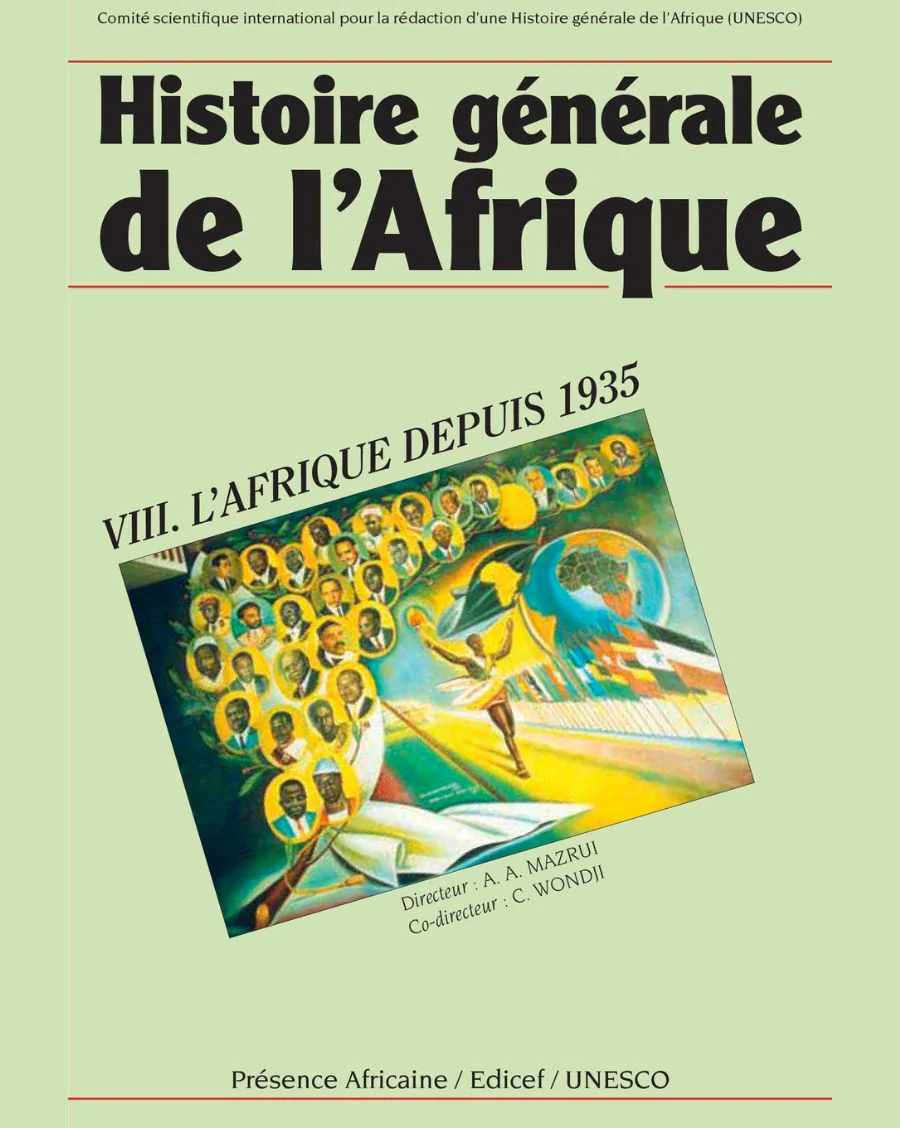 Comité scientifique international pour la rédaction d'une Histoire générale de l'Afrique (UNESCO)
Histoire générale
de l'Afrique
VIII. L'AFRIQUE DEPUIS 1935
Directeur : A. A. MAZRUI
Co-directeur : C. WONDJI
Présence Africaine / Edicef / UNESCO